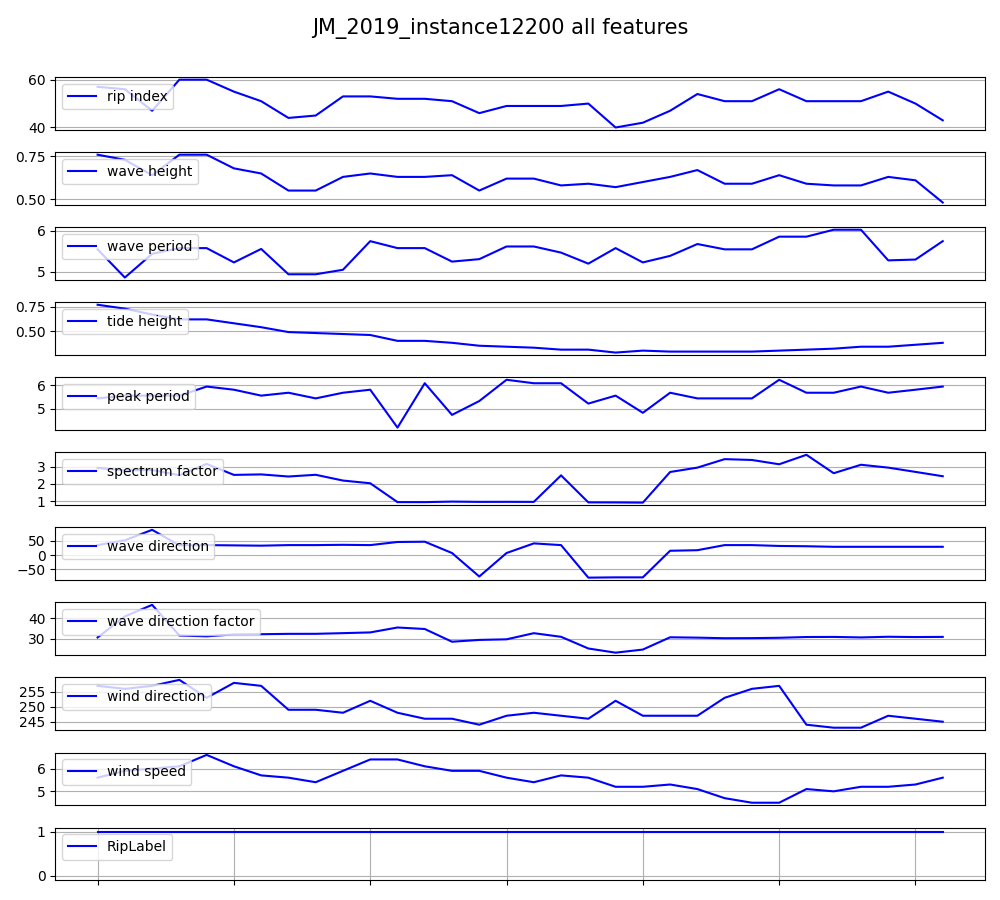 JM_2019_instance12200 all features
60
40
rip index
0.75
0.50
wave height
6
5
wave period
0.75
0.50
tide height
6
5
peak period
3
2
1
spectrum factor
50
0
−50
wave direction
40
30
wave direction factor
255
250
245
wind direction
6
5
wind speed
1
0
RipLabel